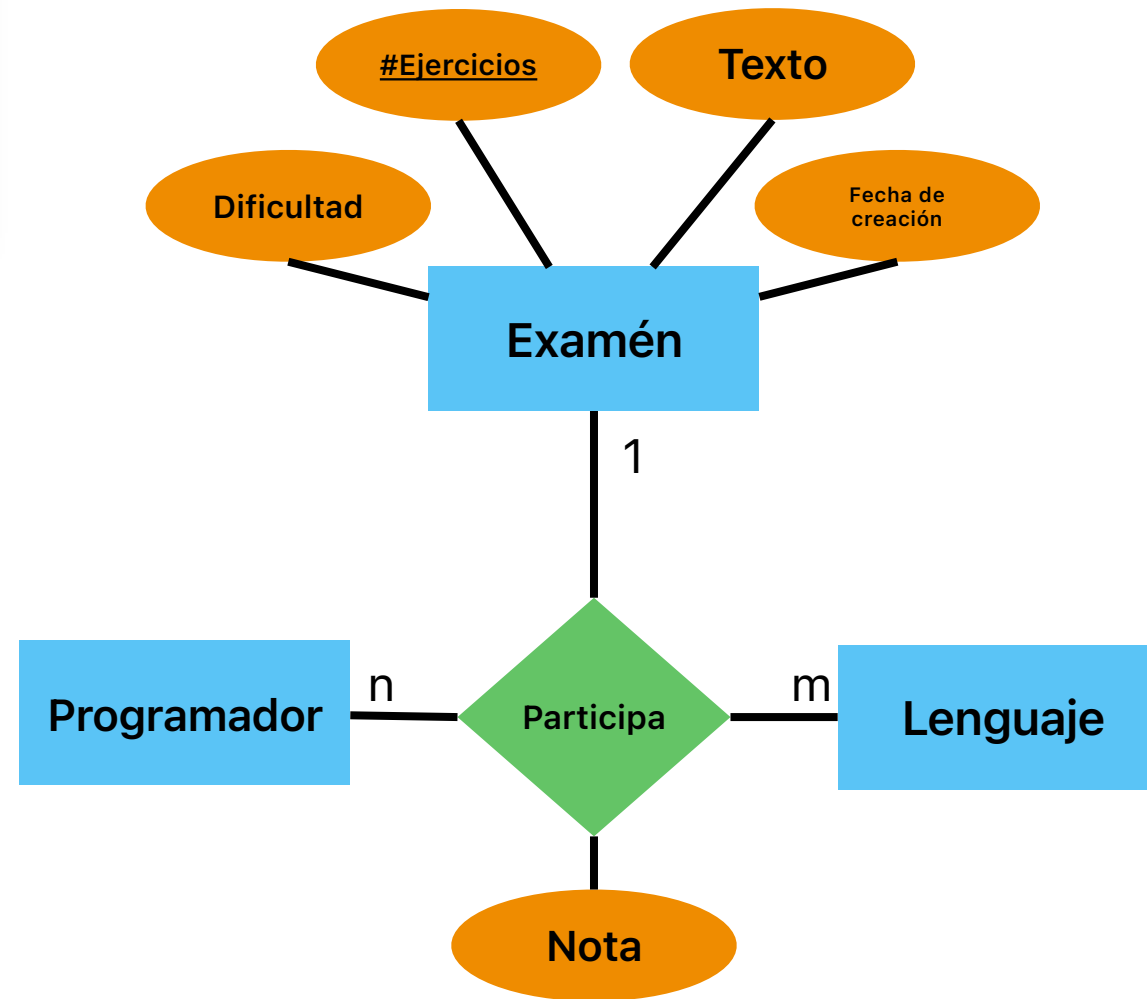 #Ejercicios
Texto
Dificultad
Fecha de
creación
Examén
1
Programador
n
Participa
m
Lenguaje
Nota